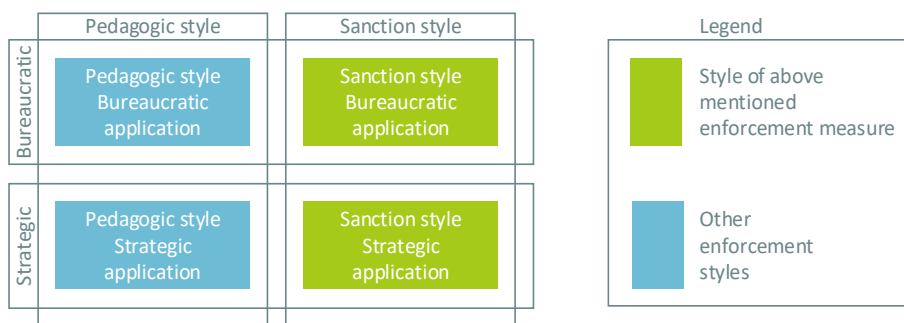 Pedagogic style
Sanction style
Legend
Bureaucratic
Pedagogic style
Bureaucratic
application
Sanction style
Bureaucratic
application
Style of above
mentioned
enforcement measure
Strategic
Pedagogic style
Strategic
application
Sanction style
Strategic
application
Other
enforcement
styles